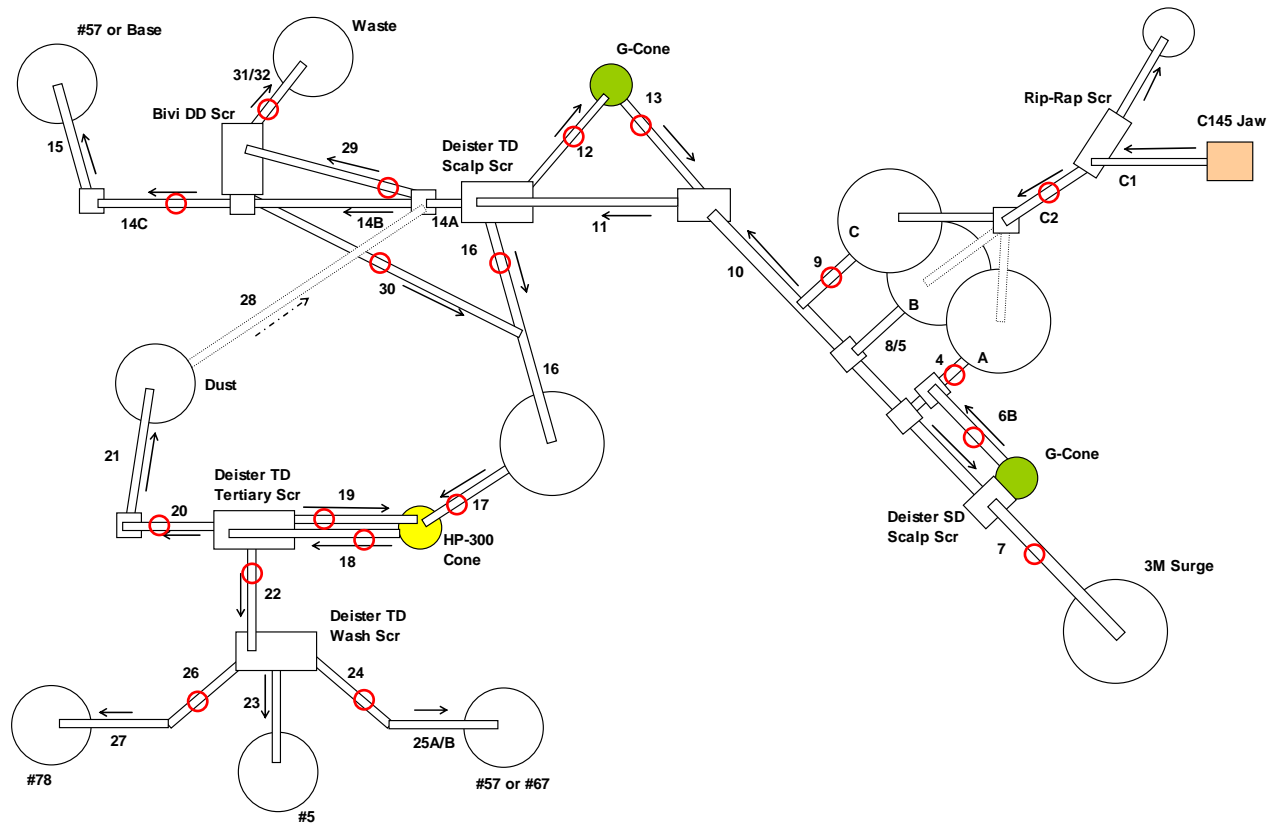 #57 or Base
Waste
G-Cone
31/32
13
Rip-Rap Scr
Bivi DD Scr
C145 Jaw
15
29
Deister TD
Scalp Scr
12
C1
14C
14B
14A
11
C2
16
C
9
10
30
28
B
8/5
4
A
Dust
16
6B
21
G-Cone
Deister TD
Tertiary Scr
19
17
20
18
HP-300
Cone
Deister SD
Scalp Scr
7
3M Surge
22
Deister TD
Wash Scr
26
24
23
27
25A/B
#78
#57 or #67
#5